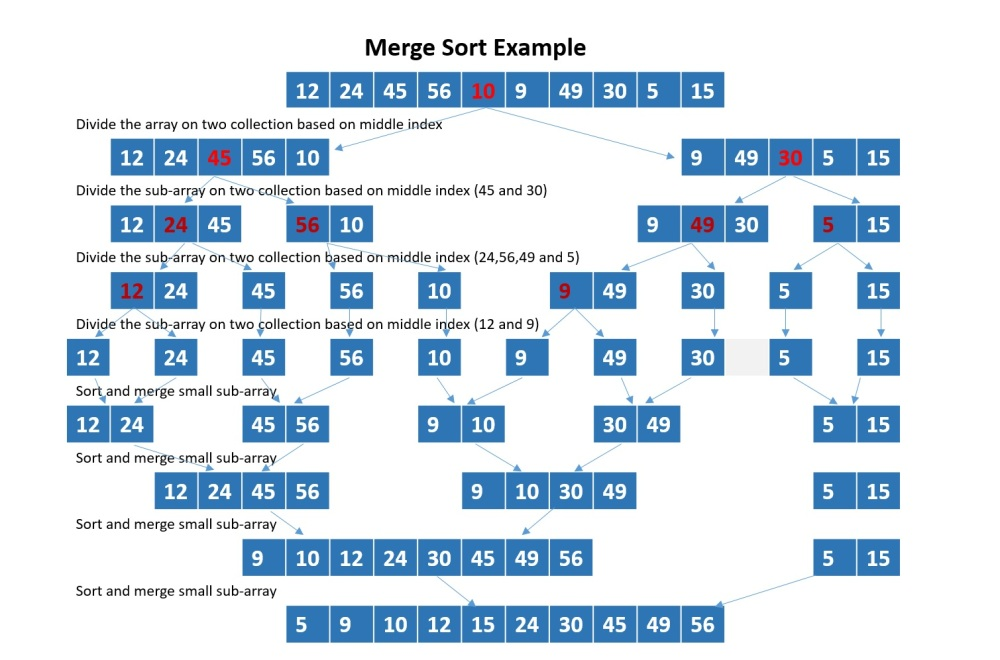 Merge Sort Example
12 24 45 56 10 9 49 30 5 15
Divide the array on two collection based on middle index
12 24 45 56 10 9 49 30 5 15
Divide the sub-array on two collection based on middle index (45 and 30)
12 24 45 56 10 9 49 30 5 15
Divide the sub-array on two collection based on middle index (24,56,49 and 5)
12 24 45 56 10 9 49 30 5 15
Divide the sub-array on two collection based on middle index (12 and 9)
12 24 45 56 10 9 49 30 5 15
Sort and merge small sub-array
12 24 45 56 9 10 30 49 5 15
Sort and merge small sub-array
12 24 45 56 9 10 30 49 5 15
Sort and merge small sub-array
9 10 12 24 30 45 49 56 5 15
Sort and merge small sub-array
5 9 10 12 15 24 30 45 49 56